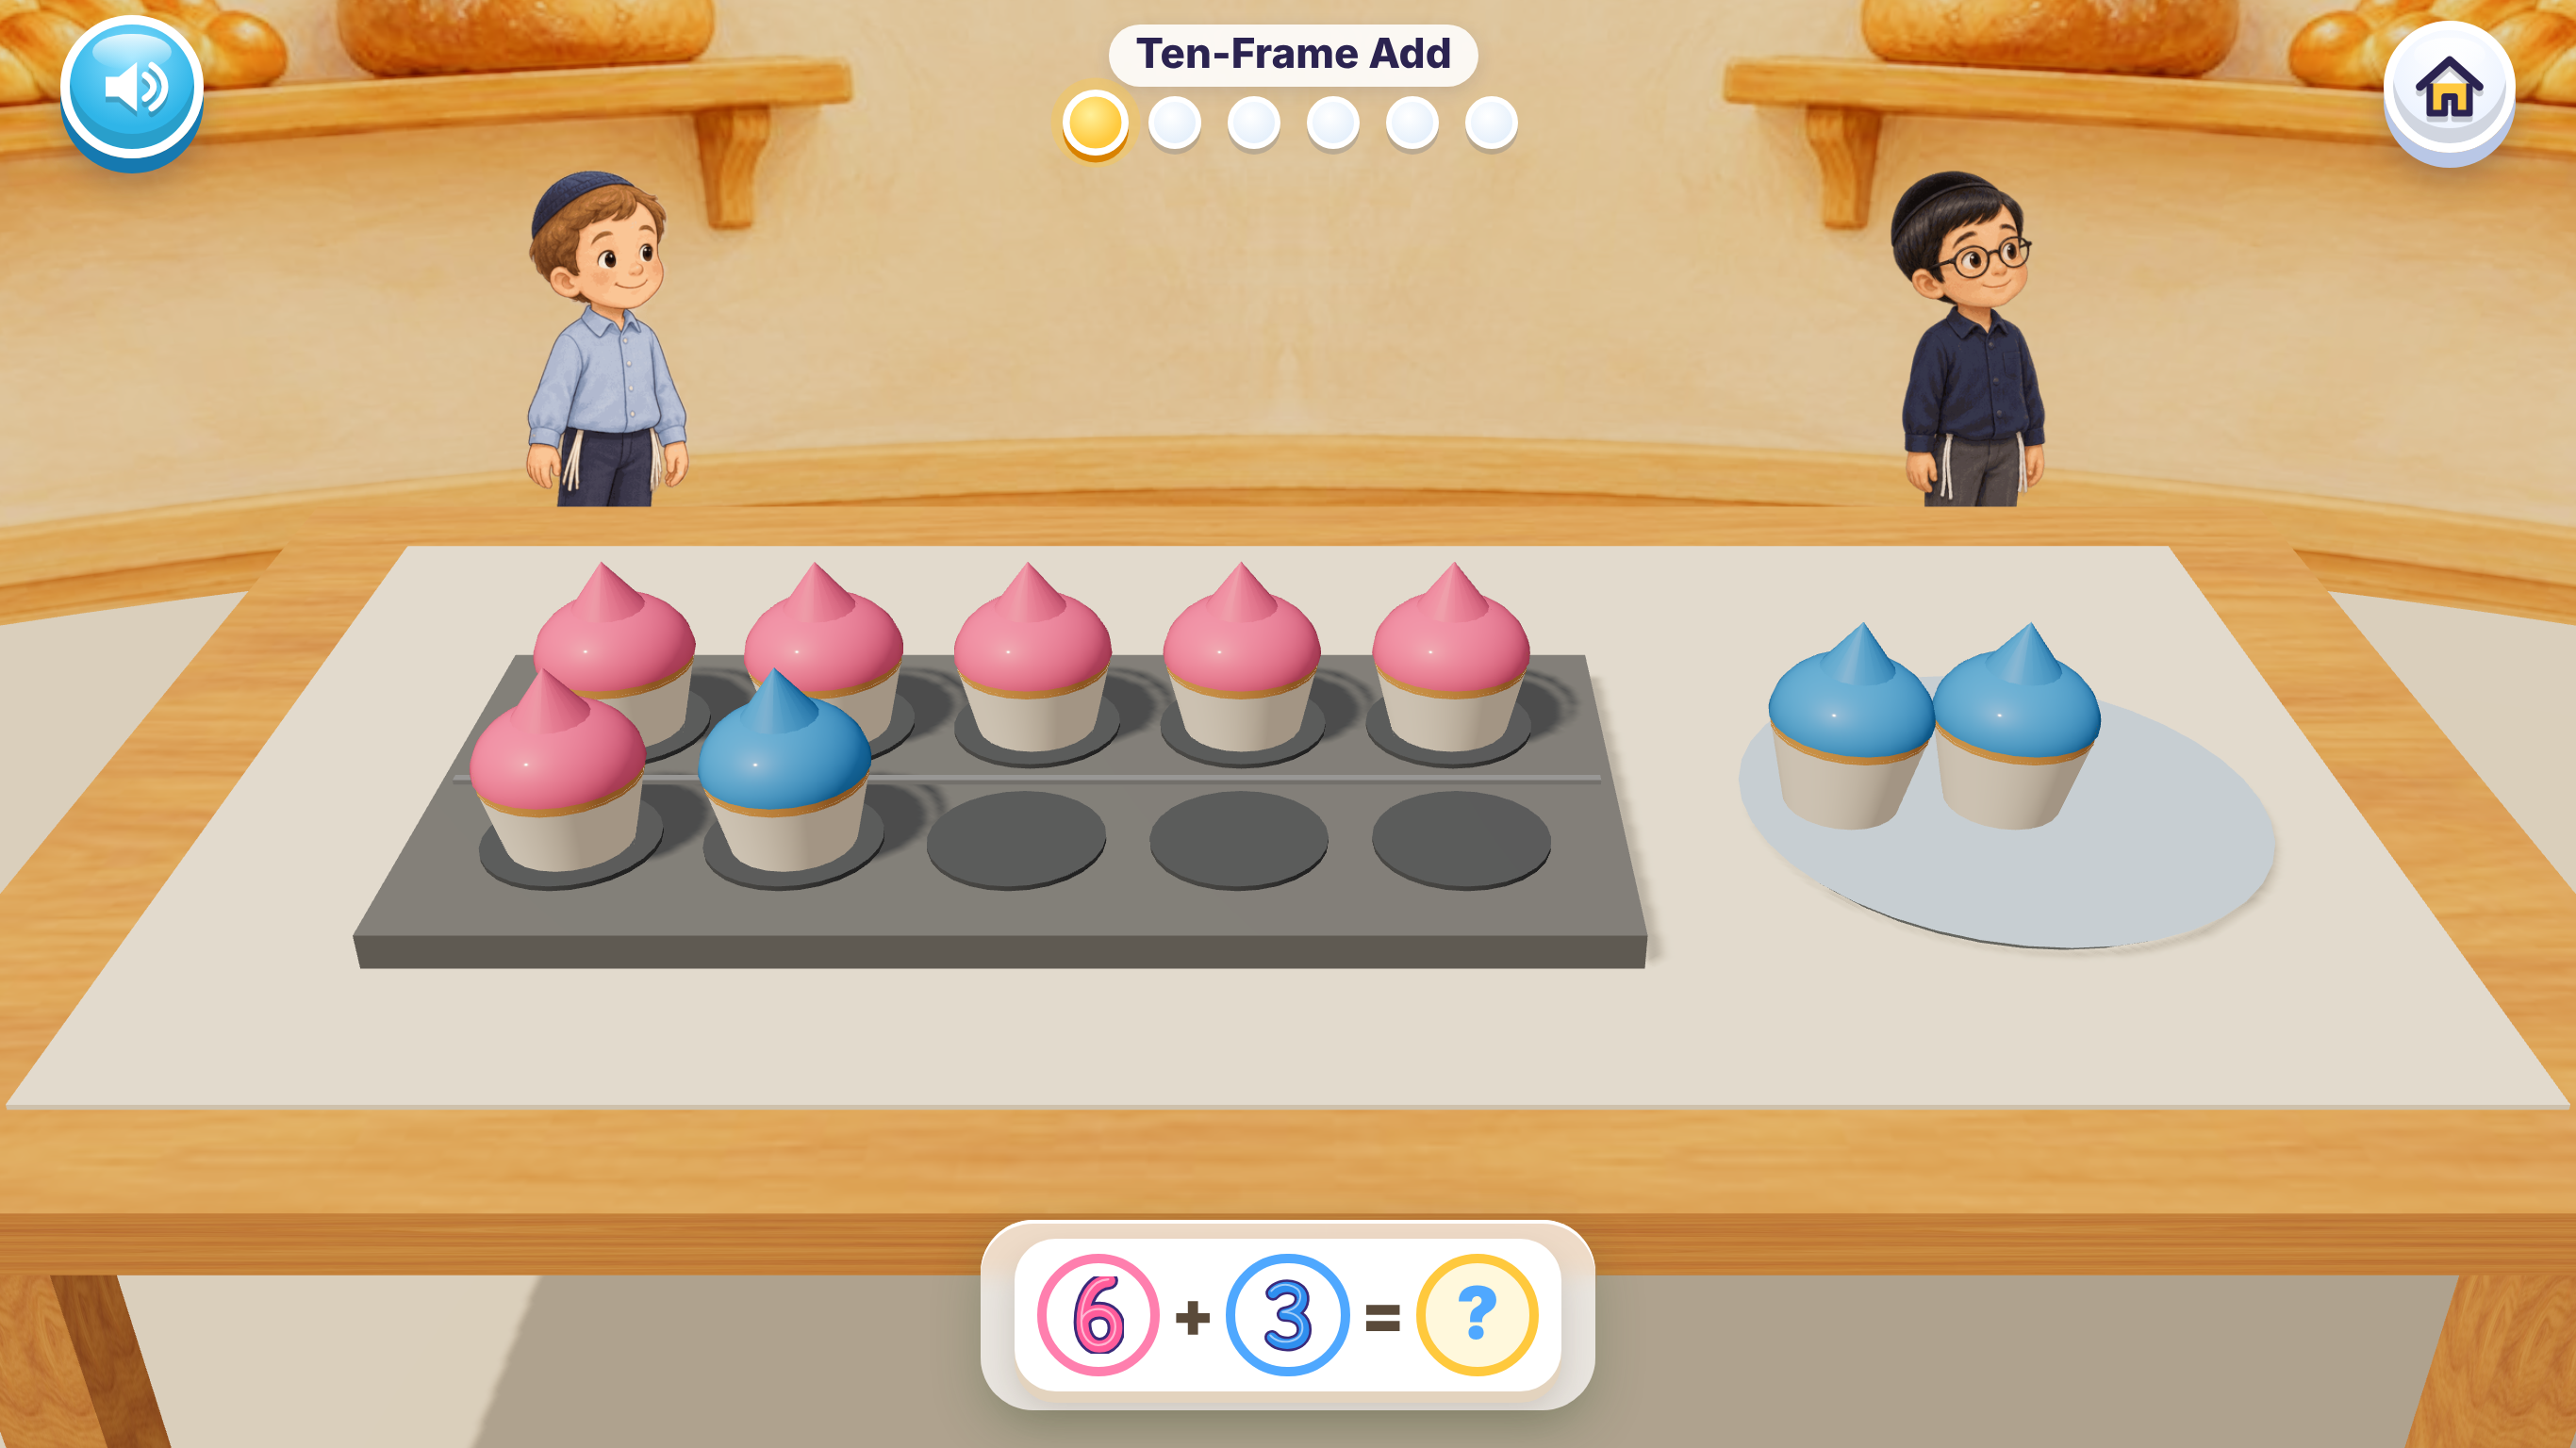 Ten-Frame Add
6 + 3 = ?